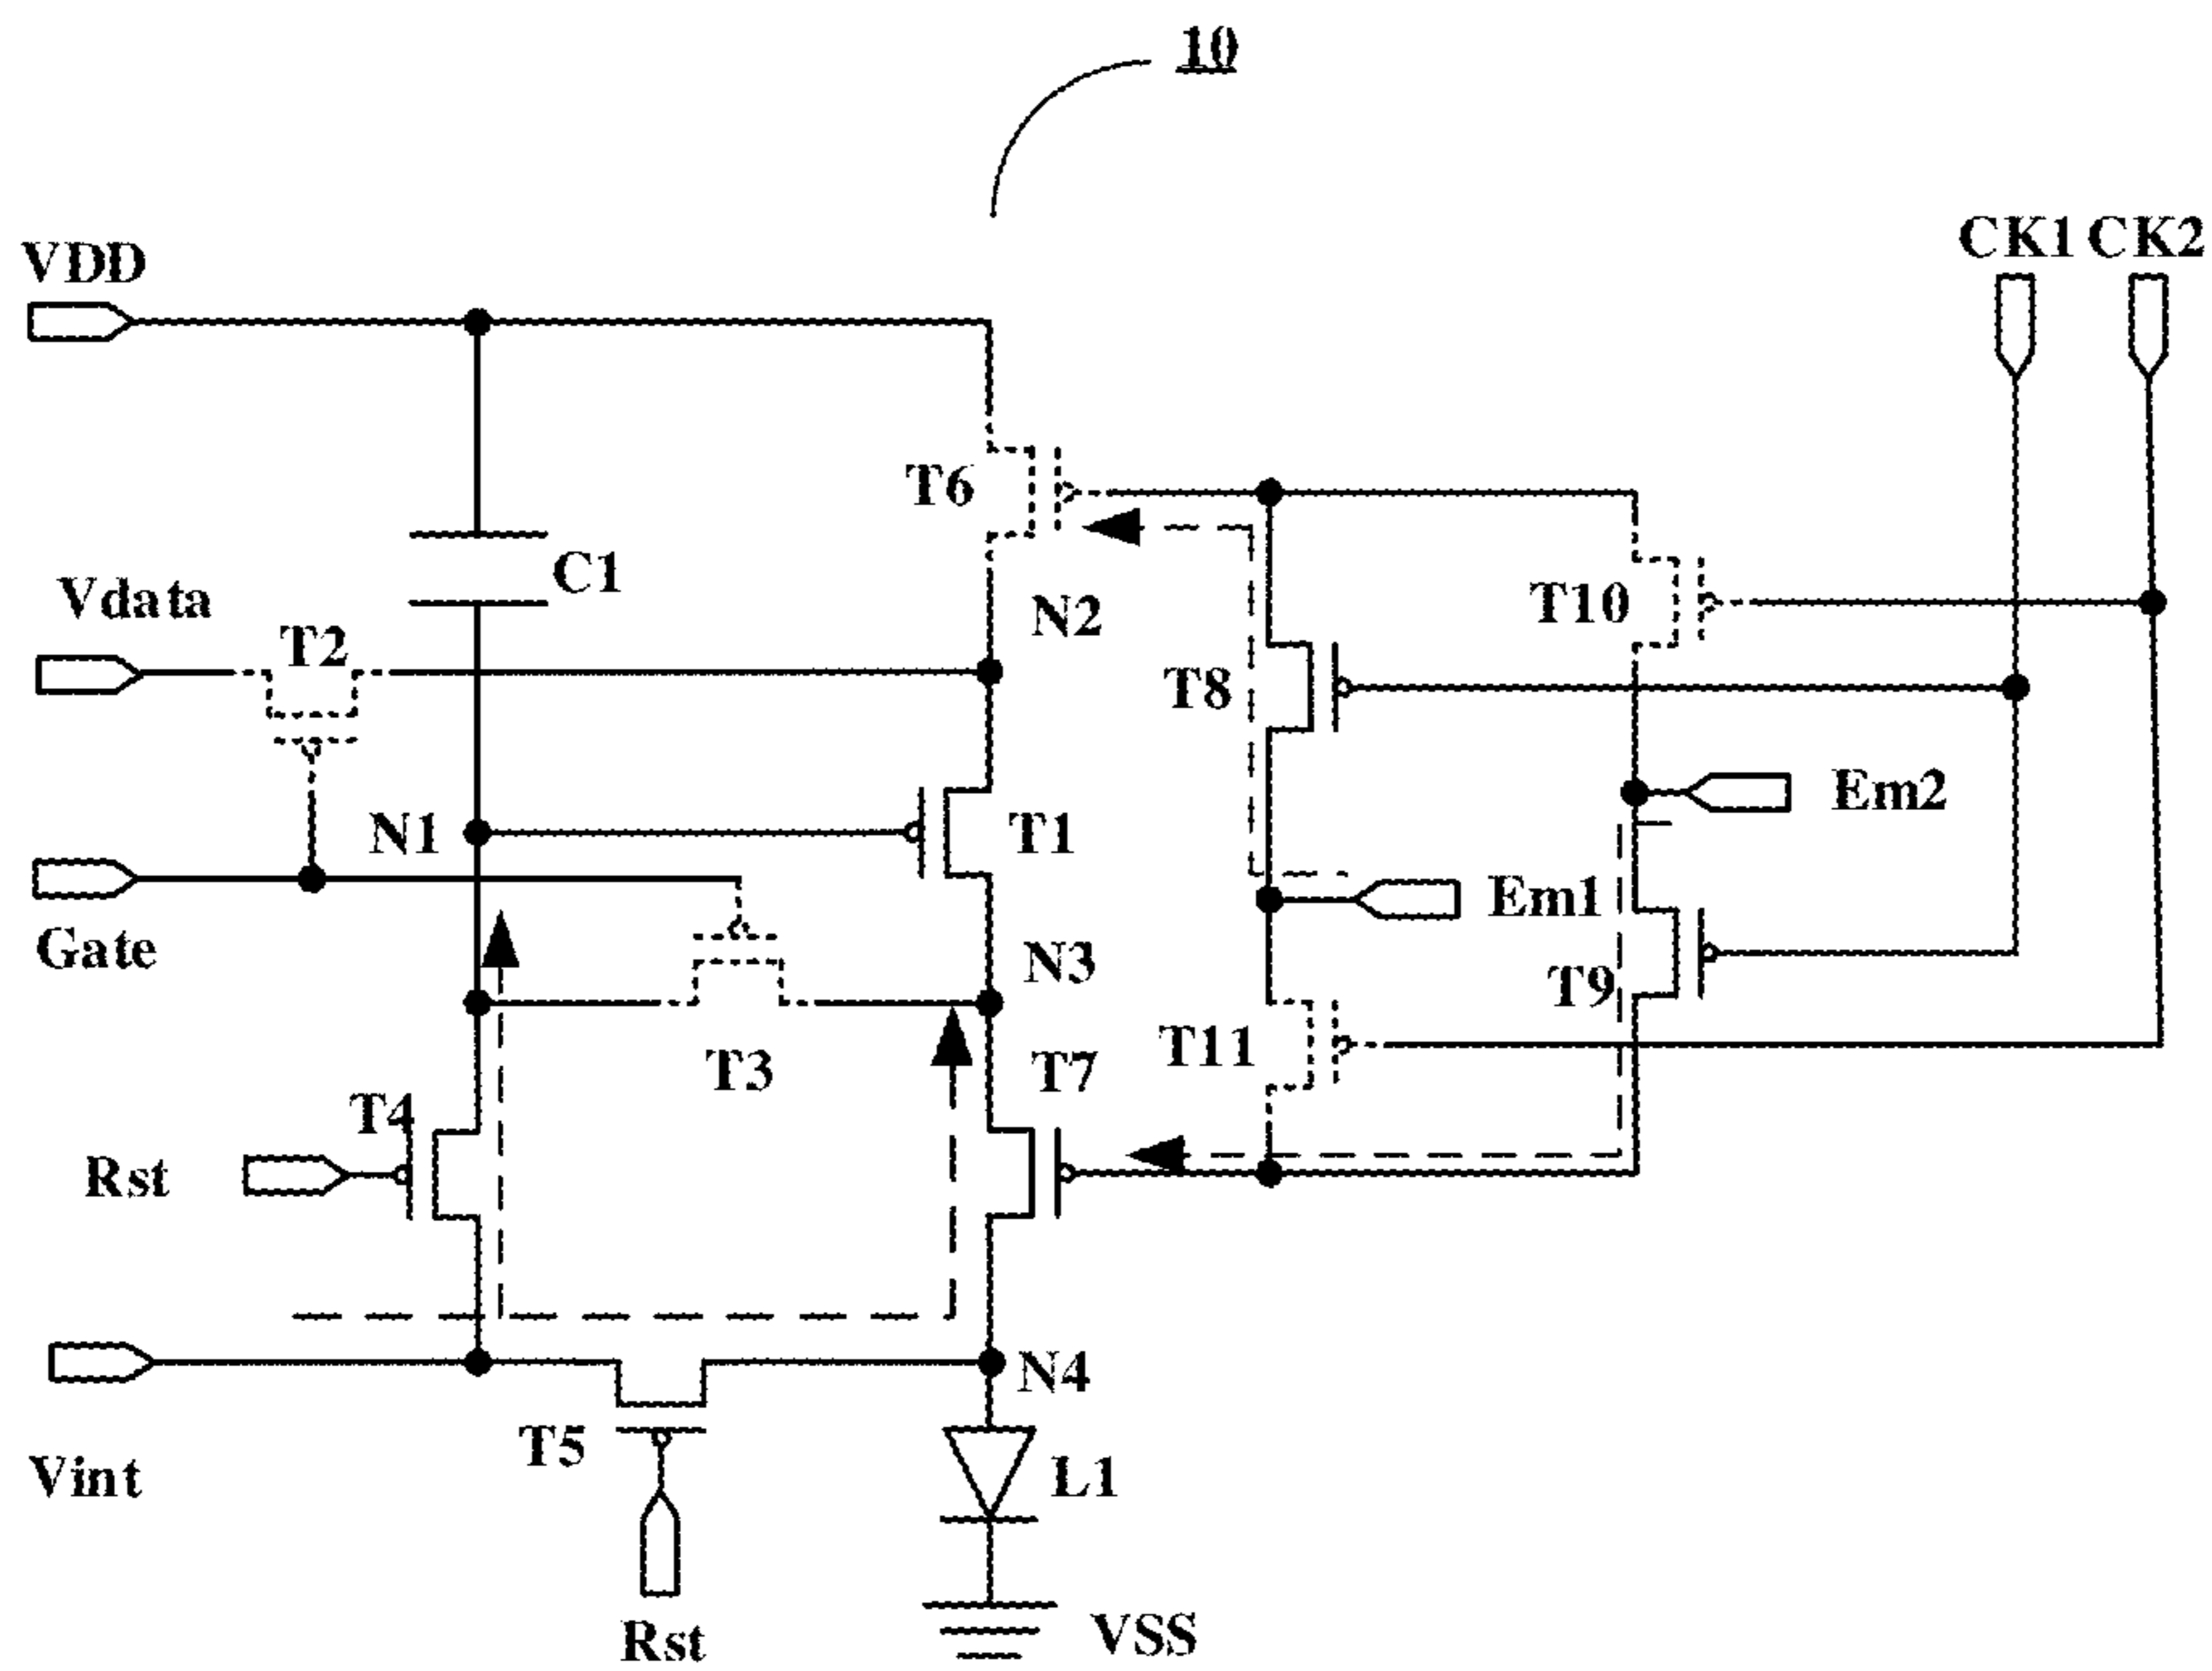 10
VDD
CK1 CK2
T6
C1
Vdata
T2
N2
T10
T8
Em2
N1
T1
Gate
Em1
N3
T9
T3
T7
T11
T4
Rst
N4
T5
Vint
L1
Rst
VSS